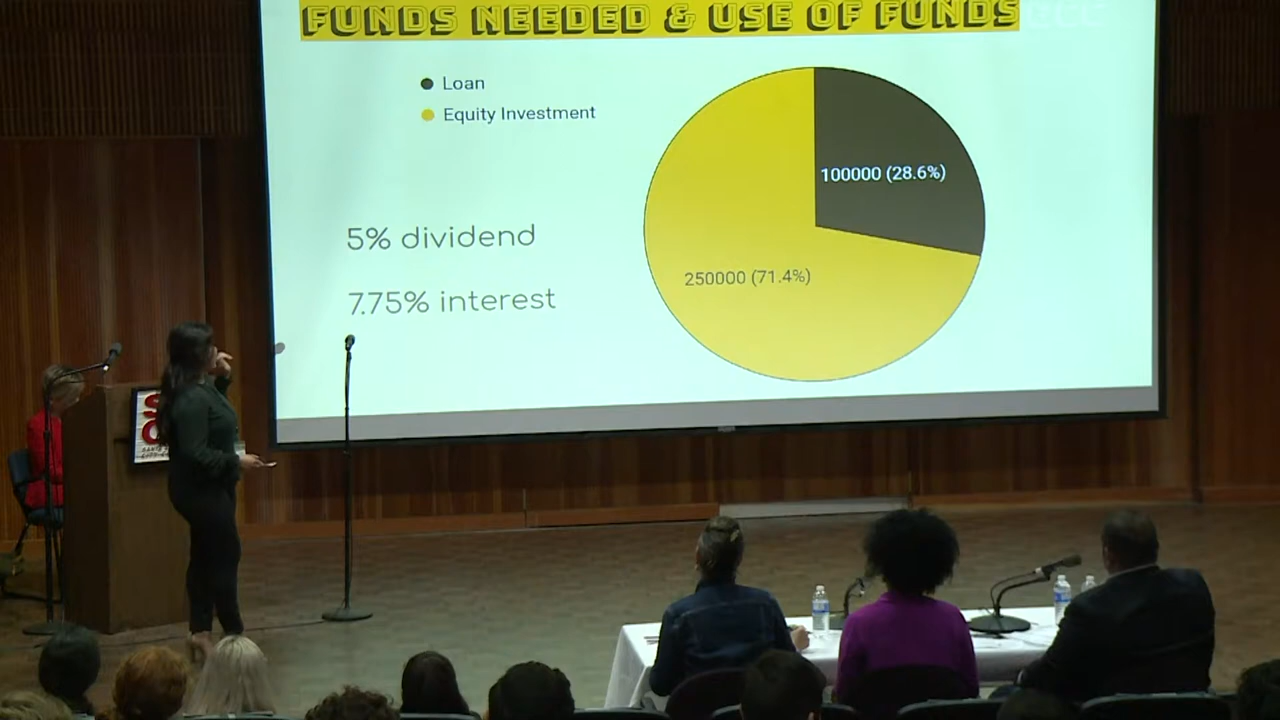 FUNDS NEEDED & USE OF FUNDS
Loan
Equity Investment
100000 (28.6%)
5% dividend
250000 (71.4%)
7.75% interest